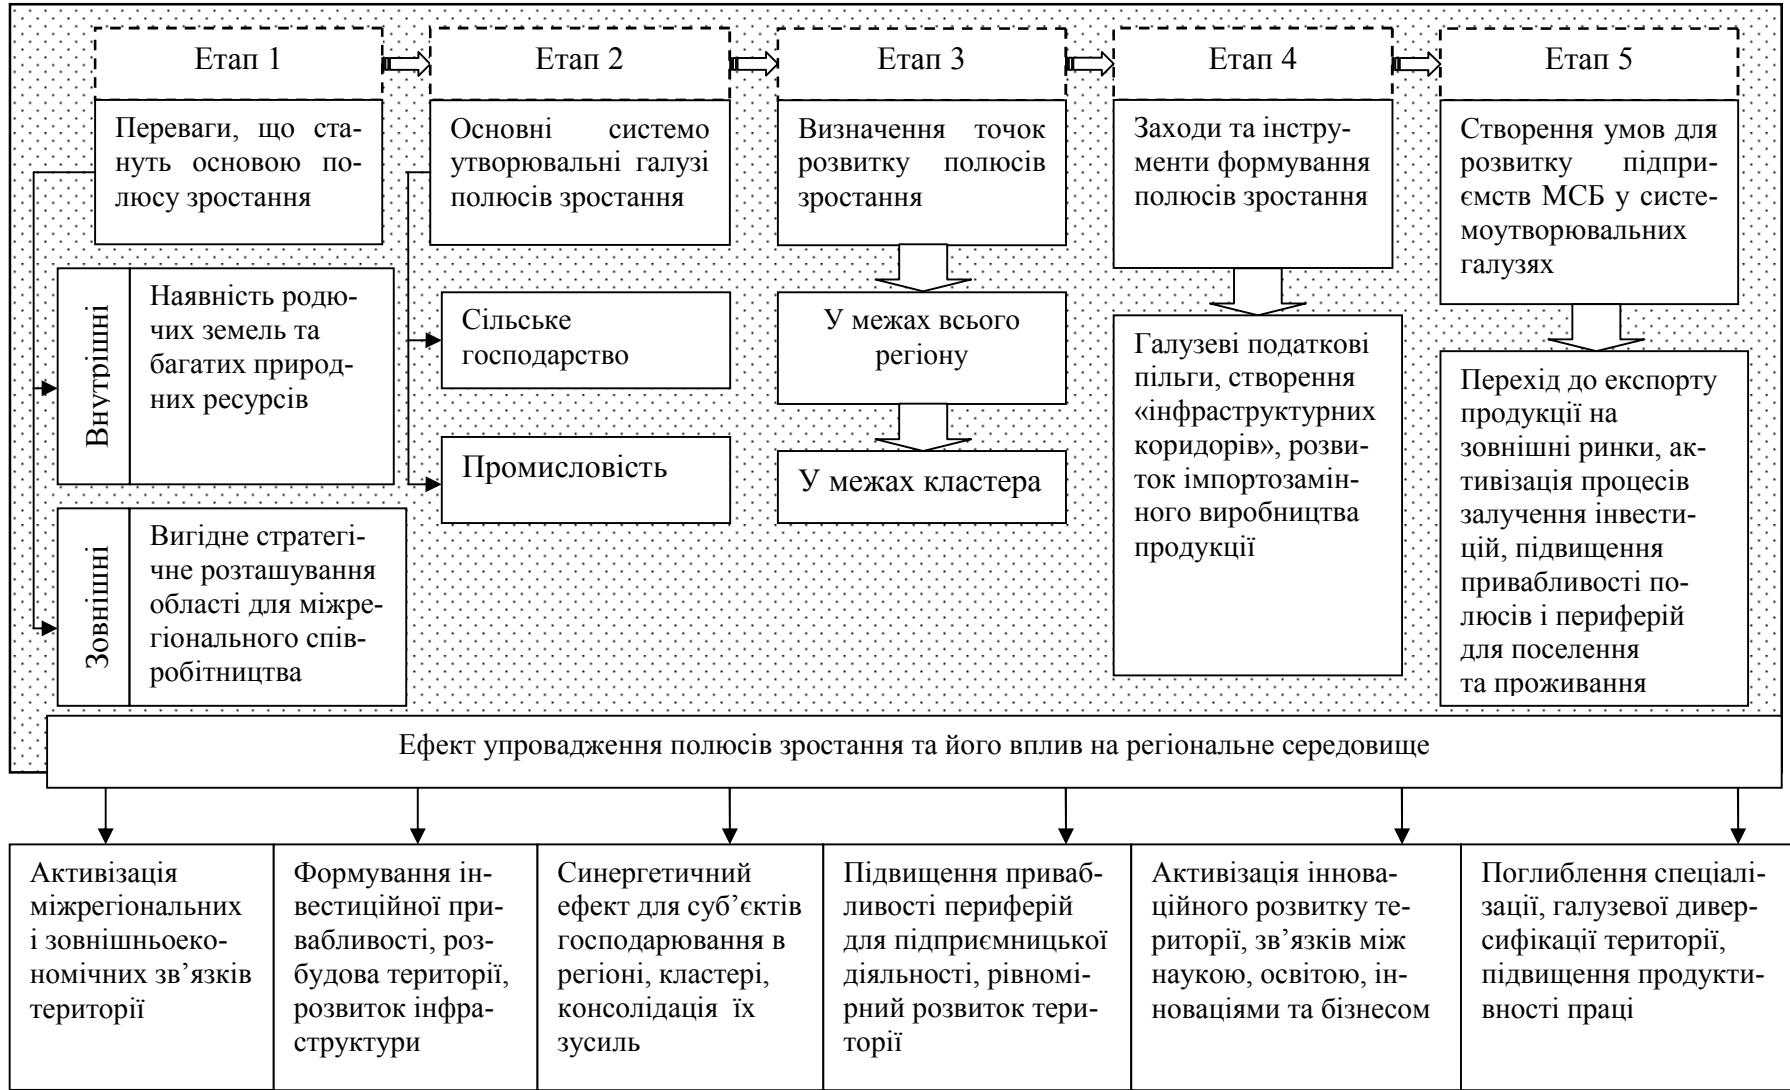 Етап 1
Етап 2
Етап 3
Етап 4
Етап 5
Переваги, що ста-
нуть основою по-
люсу зростання
Основні системо
утворювальні галузі
полюсів зростання
Визначення точок
розвитку полюсів
зростання
Заходи та інстру-
менти формування
полюсів зростання
Створення умов для
розвитку підпри-
ємств МСБ у систе-
моутворювальних
галузях
Внутрішні
Наявність родю-
чих земель та
багатих природ-
них ресурсів
Зовнішні
Вигідне стратегі-
чне розташування
області для міжре-
гіонального спів-
робітництва
Сільське
господарство
Промисловість
У межах всього
регіону
У межах кластера
Галузеві податкові
пільги, створення
«інфраструктурних
коридорів», розви-
ток імпортозамін-
ного виробництва
продукції
Перехід до експорту
продукції на
зовнішні ринки, ак-
тивізація процесів
залучення інвести-
цій, підвищення
привабливості по-
люсів і периферій
для поселення
та проживання
Ефект упровадження полюсів зростання та його вплив на регіональне середовище
Активізація
міжрегіональних
і зовнішньоеко-
номічних зв’язків
території
Формування ін-
вестиційної при-
вабливості, роз-
будова території,
розвиток інфра-
структури
Синергетичний
ефект для суб’єктів
господарювання в
регіоні, кластері,
консолідація їх
зусиль
Підвищення приваб-
ливості периферій
для підприємницької
діяльності, рівномі-
рний розвиток тери-
торії
Активізація іннова-
ційного розвитку те-
риторії, зв’язків між
наукою, освітою, ін-
новаціями та бізнесом
Поглиблення спеціалі-
зації, галузевої дивер-
сифікації території,
підвищення продукти-
вності праці